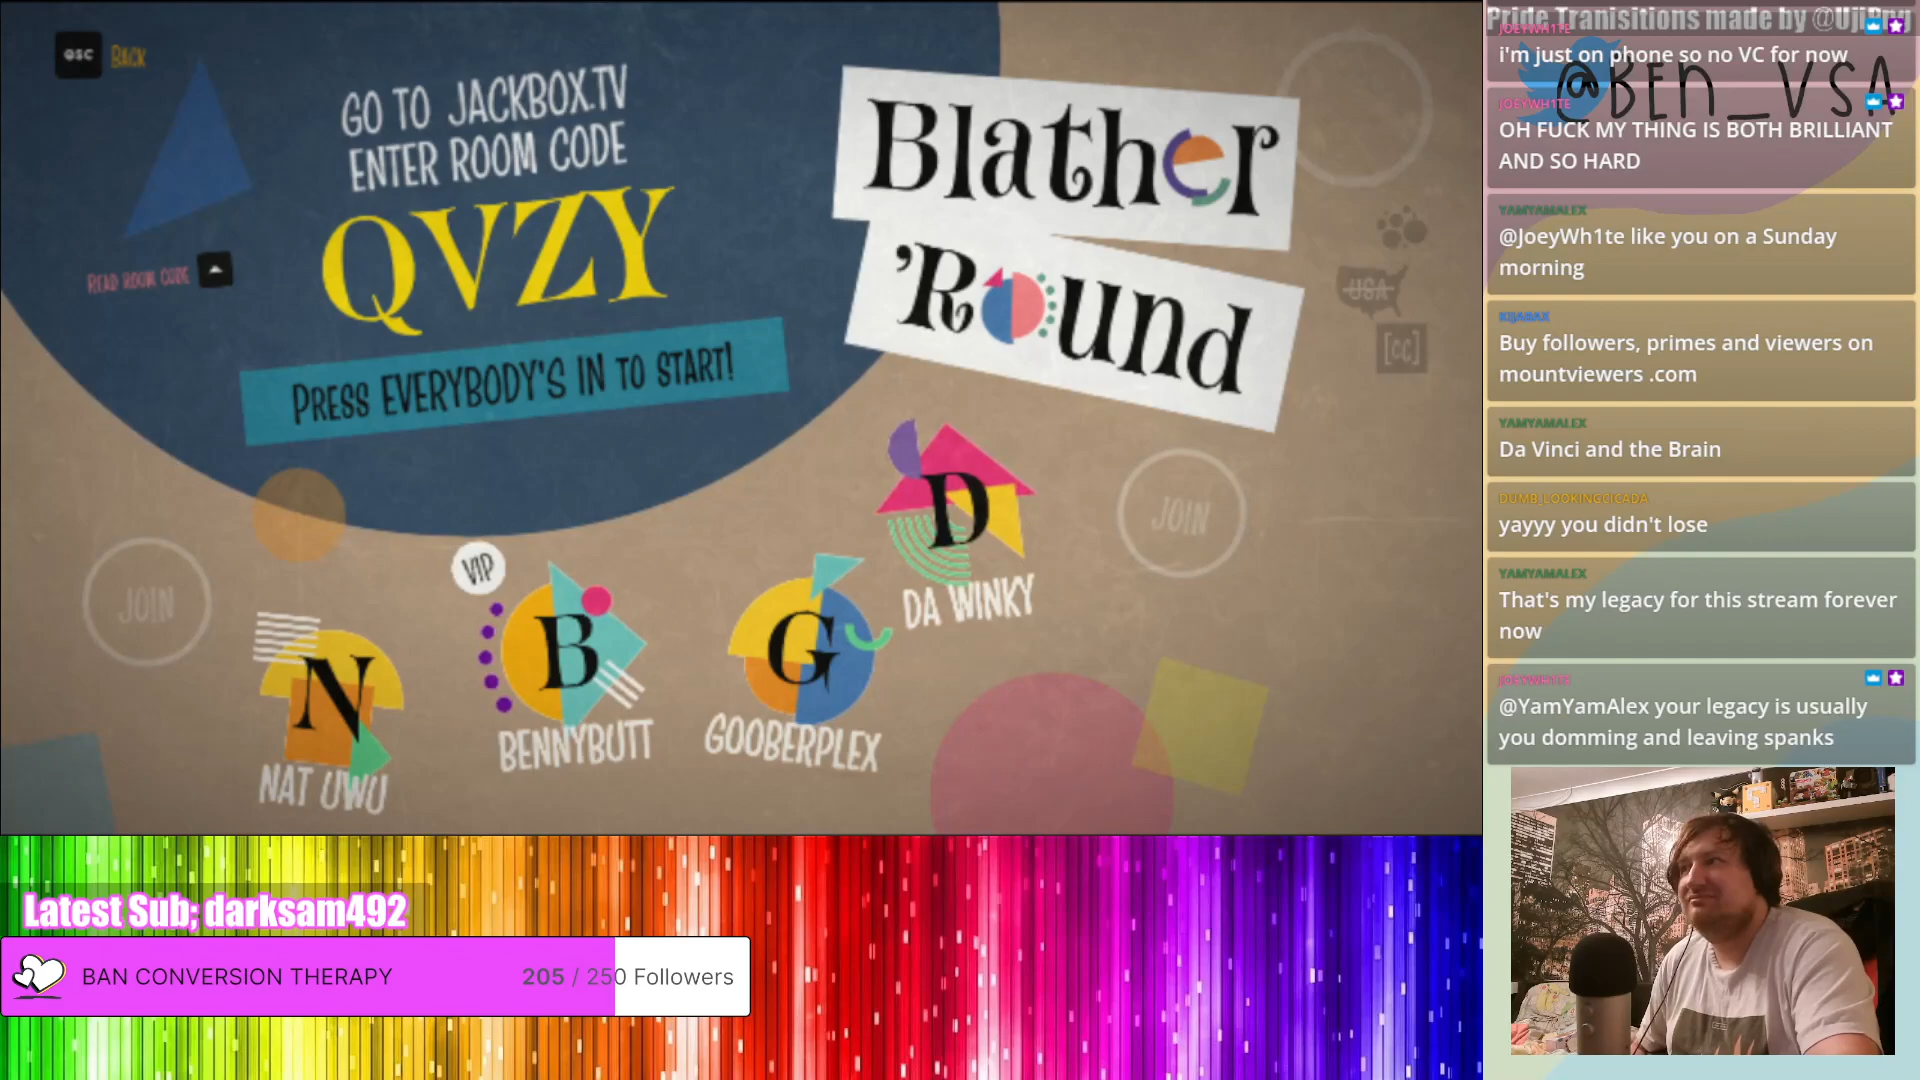 esc BACK
GO TO JACKBOX.TV
ENTER ROOM CODE
QVZY
READ ROOM CODE
PRESS EVERYBODY'S IN TO START!
Blather
'Round
USA
[CC]
JOIN
JOIN
VIP
N
NAT UWU
B
BENNYBUTT
G
GOOBERPLEX
D
DA WINKY
Latest Sub; darksam492
BAN CONVERSION THERAPY 205 / 250 Followers
Pride Tranisitions made by
@BEN_VSA
JOEYWH1TE
i'm just on phone so no VC for now
JOEYWH1TE
OH FUCK MY THING IS BOTH BRILLIANT
AND SO HARD
YAMYAMALEX
@JoeyWh1te like you on a Sunday
morning
Buy followers, primes and viewers on
mountviewers .com
YAMYAMALEX
Da Vinci and the Brain
DUMB_LOOKINGCICADA
yayyy you didn't lose
YAMYAMALEX
That's my legacy for this stream forever
now
JOEYWH1TE
@YamYamAlex your legacy is usually
you domming and leaving spanks